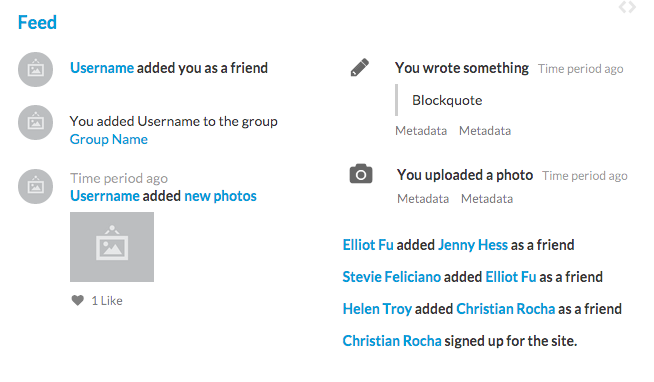 Feed
Username added you as a friend
You added Username to the group
Group Name
Time period ago
Usermame added new photos
1 Like
You wrote something Time period ago
Blockquote
Metadata Metadata
You uploaded a photo Time period ago
Metadata Metadata
Elliot Fu added Jenny Hess as a friend
Stevie Feliciano added Elliot Fu as a friend
Helen Troy added Christian Rocha as a friend
Christian Rocha signed up for the site.